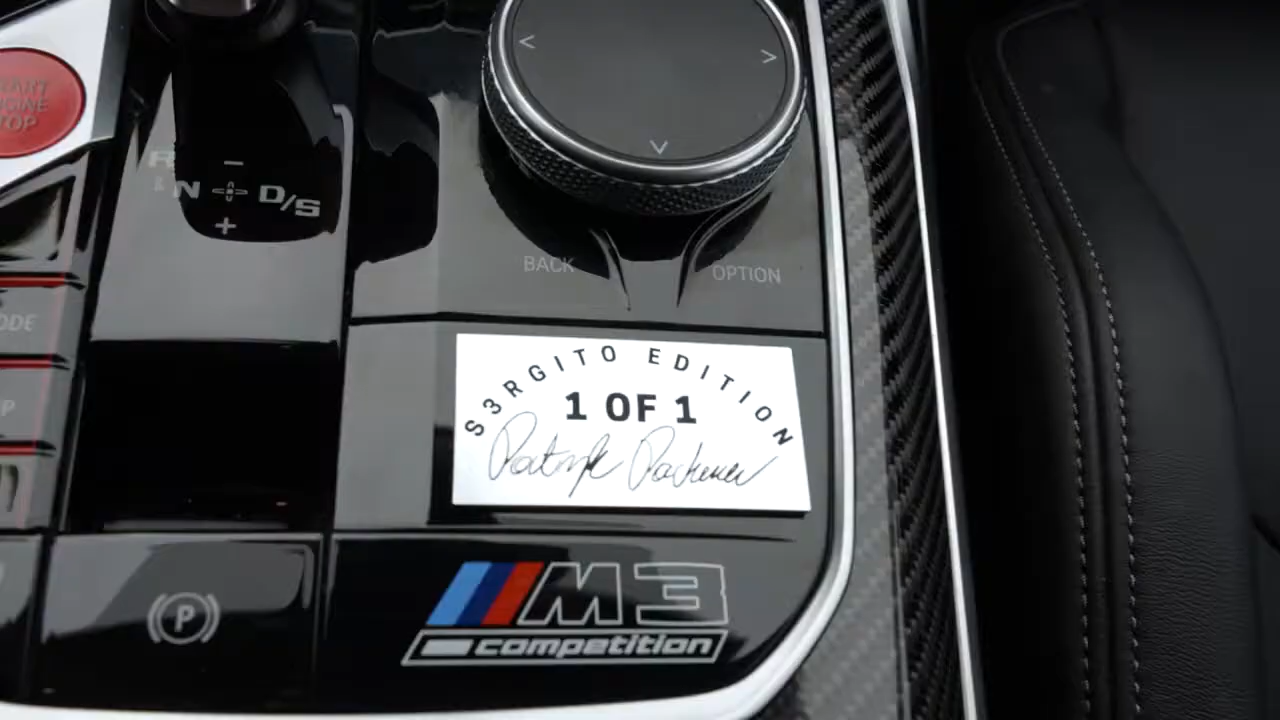 START
ENGINE
STOP
R
N
D/S
BACK
OPTION
S3RGITO EDITION
1 OF 1
P
M3
competition